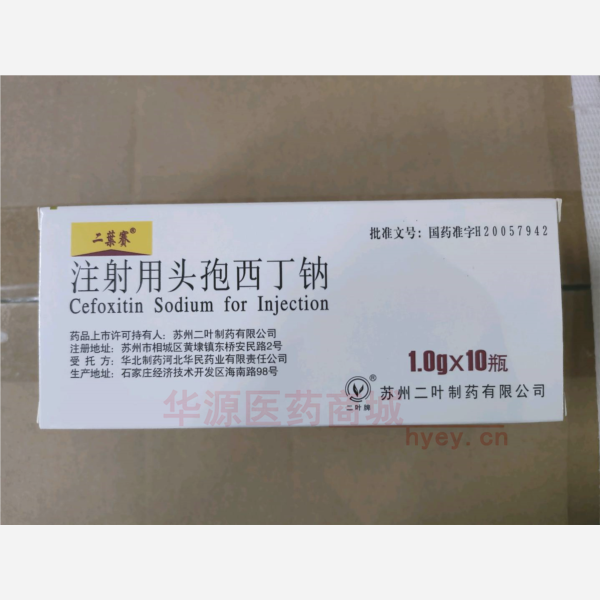 二葉賽®
批准文号：国药准字H20057942
注射用头孢西丁钠
Cefoxitin Sodium for Injection
药品上市许可持有人：苏州二叶制药有限公司
注册地址：苏州市相城区黄埭镇东桥安民路2号
受 托 方：华北制药河北华民药业有限责任公司
生产地址：石家庄经济技术开发区海南路98号
1.0g×10瓶
二叶牌
苏州二叶制药有限公司
华源医药商城
hyey.cn